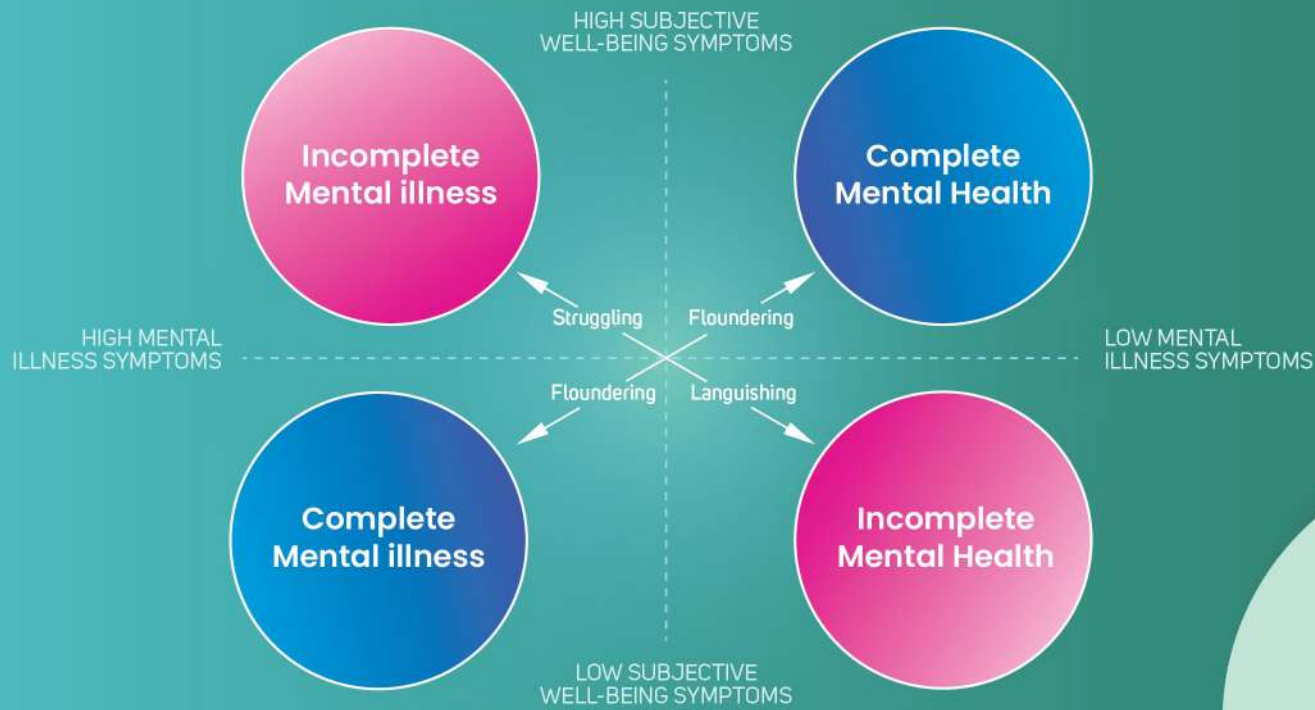 HIGH SUBJECTIVE
WELL-BEING SYMPTOMS
Incomplete
Mental illness
Complete
Mental Health
Struggling
Floundering
HIGH MENTAL
ILLNESS SYMPTOMS
LOW MENTAL
ILLNESS SYMPTOMS
Floundering
Languishing
Complete
Mental illness
Incomplete
Mental Health
LOW SUBJECTIVE
WELL-BEING SYMPTOMS